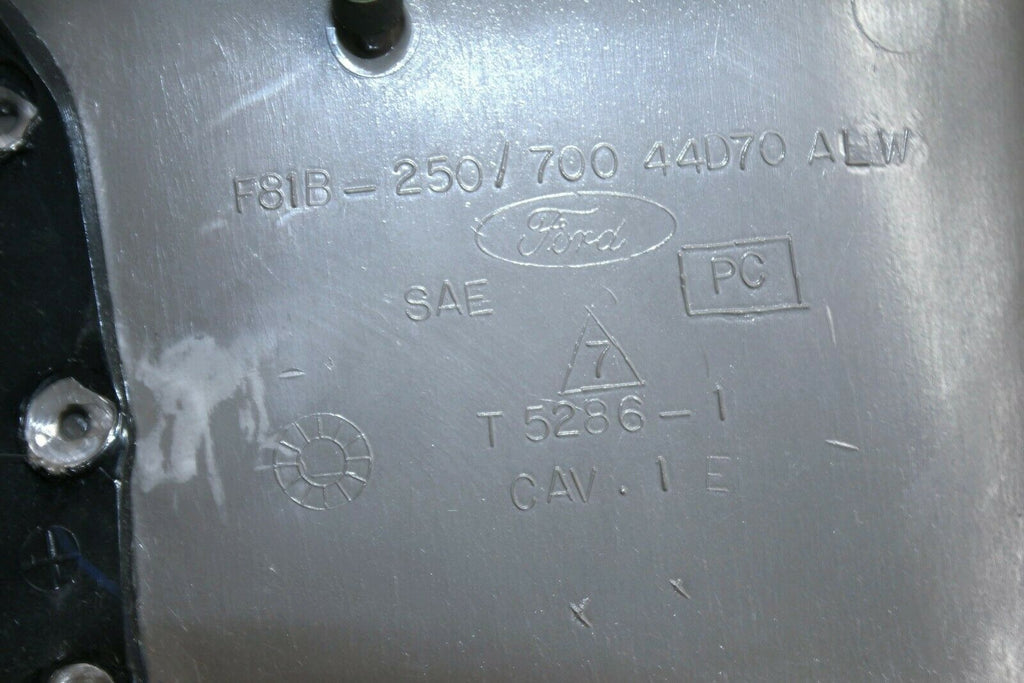 F81B-250/700 44D70 ALW
Ford
PC
SAE
7
T 5286-1
CAV. 1 E